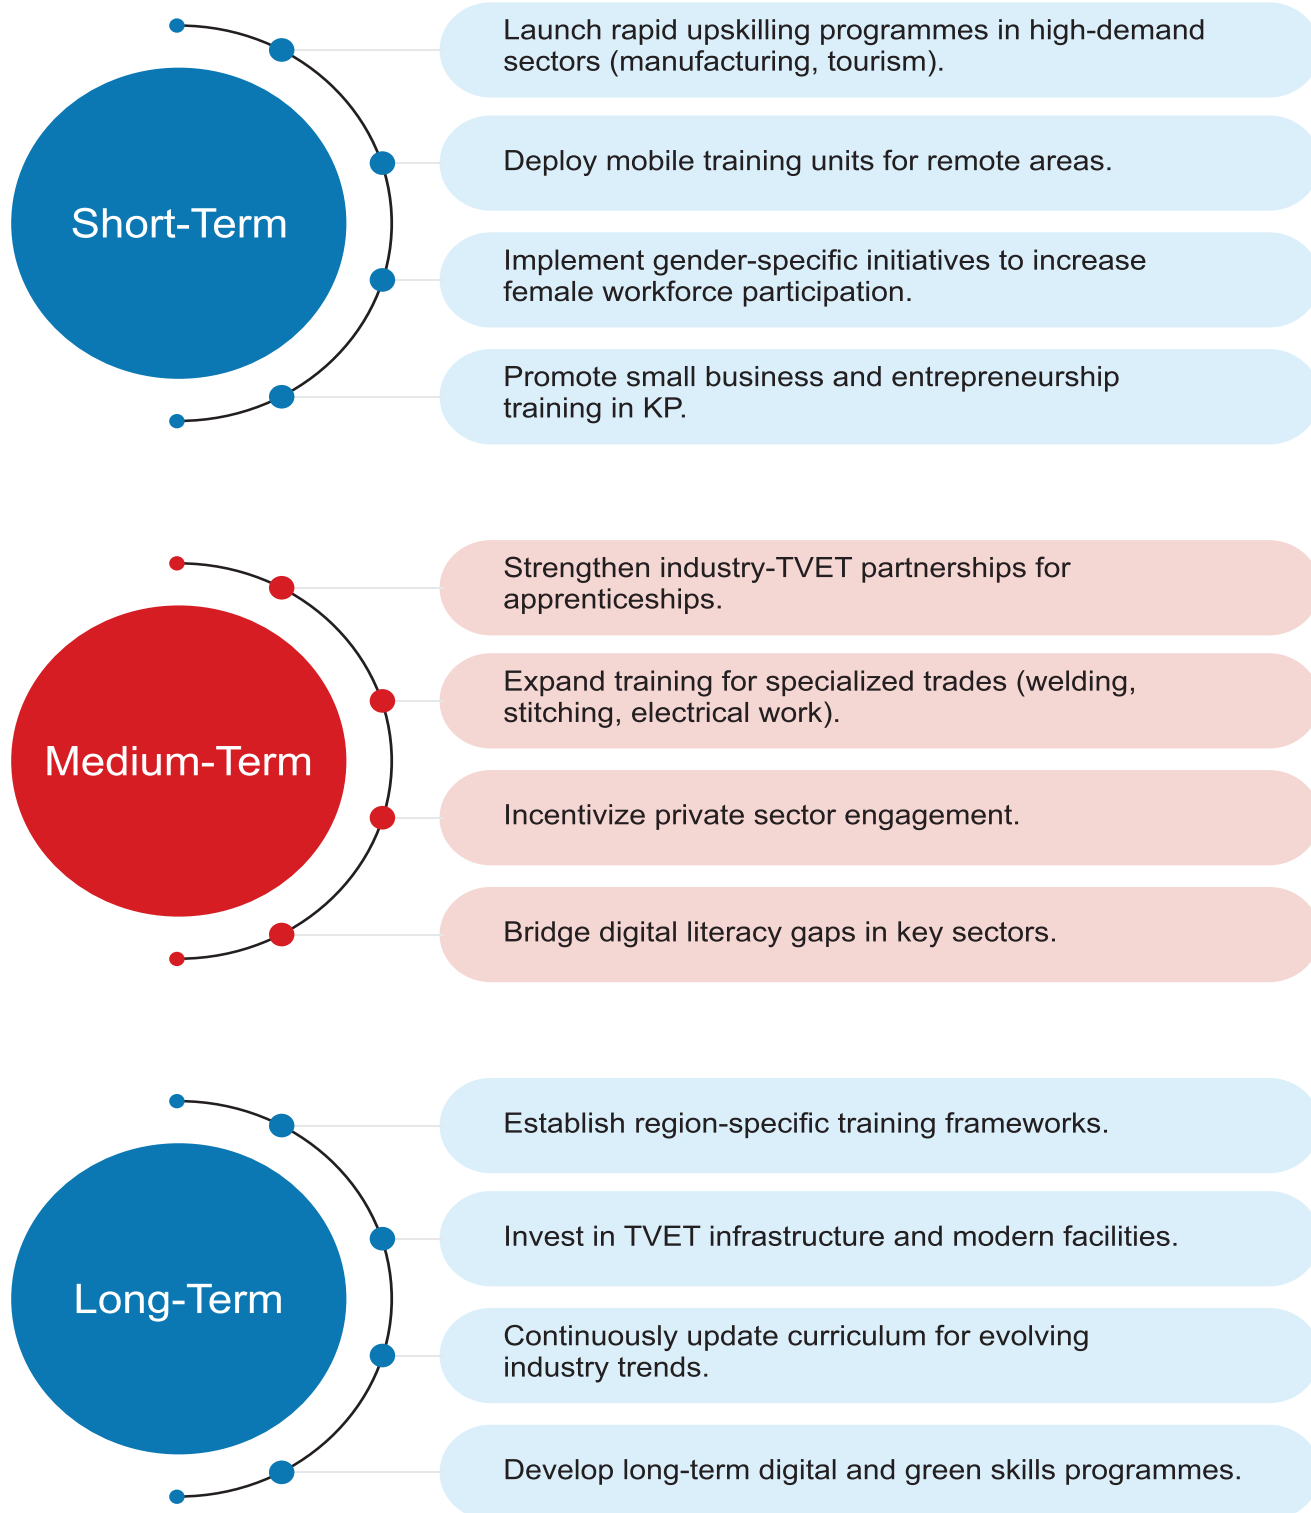 Short-Term
Launch rapid upskilling programmes in high-demand
sectors (manufacturing, tourism).
Deploy mobile training units for remote areas.
Implement gender-specific initiatives to increase
female workforce participation.
Promote small business and entrepreneurship
training in KP.
Medium-Term
Strengthen industry-TVET partnerships for
apprenticeships.
Expand training for specialized trades (welding,
stitching, electrical work).
Incentivize private sector engagement.
Bridge digital literacy gaps in key sectors.
Long-Term
Establish region-specific training frameworks.
Invest in TVET infrastructure and modern facilities.
Continuously update curriculum for evolving
industry trends.
Develop long-term digital and green skills programmes.